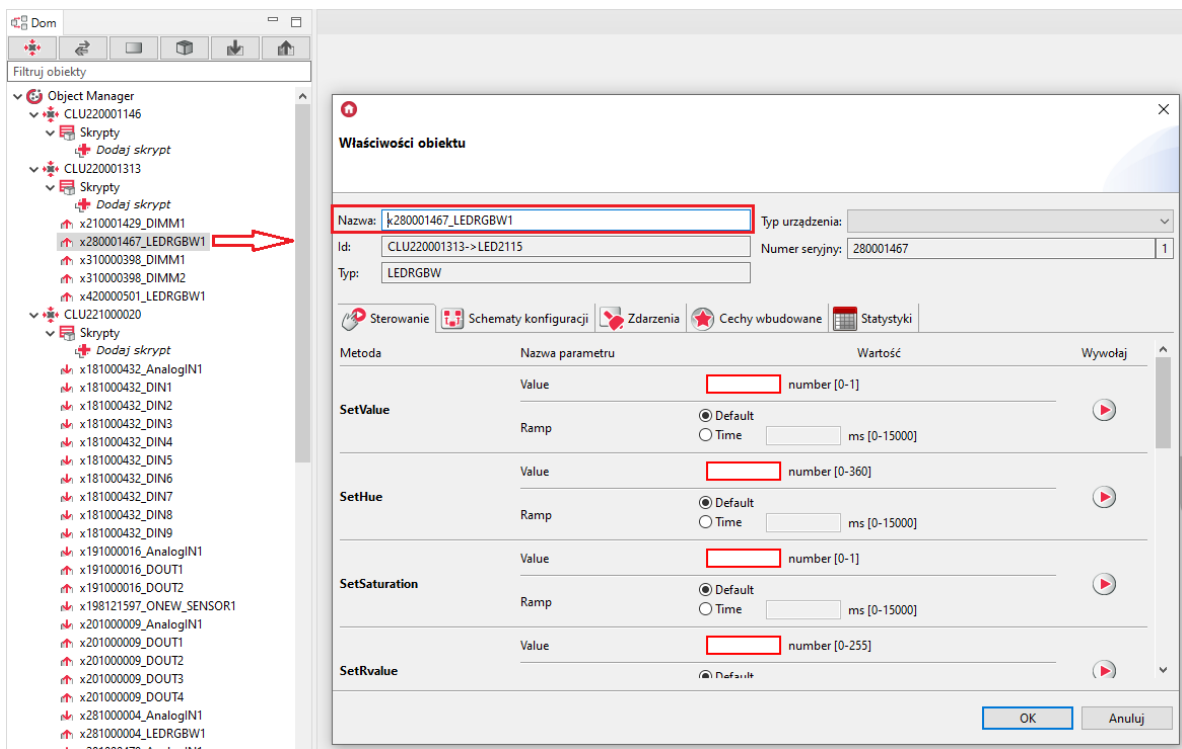 Dom
Filtruj obiekty
Object Manager
CLU220001146
Skrypty
Dodaj skrypt
CLU220001313
Skrypty
Dodaj skrypt
x210001429_DIMM1
x280001467_LEDRGBW1
x310000398_DIMM1
x310000398_DIMM2
x420000501_LEDRGBW1
CLU221000020
Skrypty
Dodaj skrypt
x181000432_AnalogIN1
x181000432_DIN1
x181000432_DIN2
x181000432_DIN3
x181000432_DIN4
x181000432_DIN5
x181000432_DIN6
x181000432_DIN7
x181000432_DIN8
x181000432_DIN9
x191000016_AnalogIN1
x191000016_DOUT1
x191000016_DOUT2
x198121597_ONEW_SENSOR1
x201000009_AnalogIN1
x201000009_DOUT1
x201000009_DOUT2
x201000009_DOUT3
x201000009_DOUT4
x281000004_AnalogIN1
x281000004_LEDRGBW1
Właściwości obiektu
Nazwa: x280001467_LEDRGBW1 Typ urządzenia:
Id: CLU220001313->LED2115 Numer seryjny: 280001467 1
Typ: LEDRGBW
Sterowanie Schematy konfiguracji Zdarzenia Cechy wbudowane Statystyki
Metoda Nazwa parametru Wartość Wywołaj
Value number [0-1]
SetValue
Ramp Default
Time ms [0-15000]
Value number [0-360]
SetHue
Ramp Default
Time ms [0-15000]
Value number [0-1]
SetSaturation
Ramp Default
Time ms [0-15000]
Value number [0-255]
SetRvalue
Default
OK Anuluj